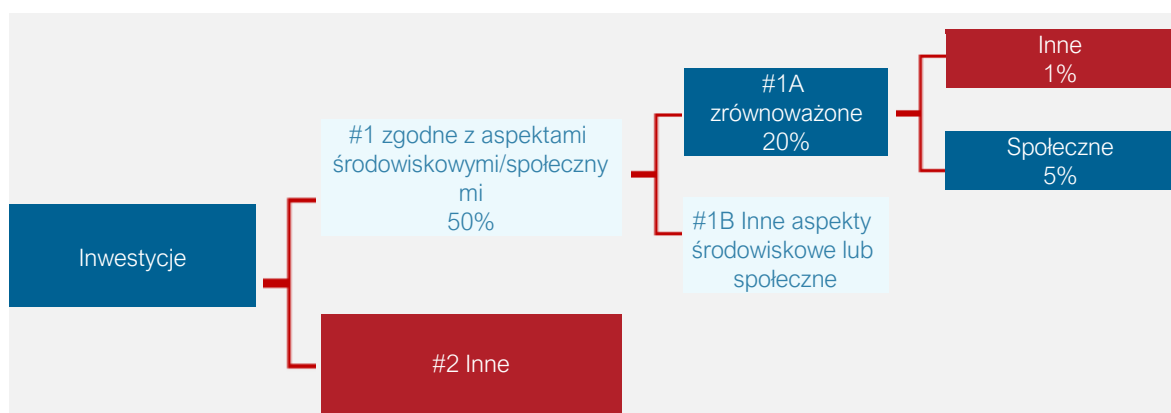 Inwestycje
#1 zgodne z aspektami
środowiskowymi/społeczny
mi
50%
#2 Inne
#1A
zrównoważone
20%
#1B Inne aspekty
środowiskowe lub
społeczne
Inne
1%
Społeczne
5%